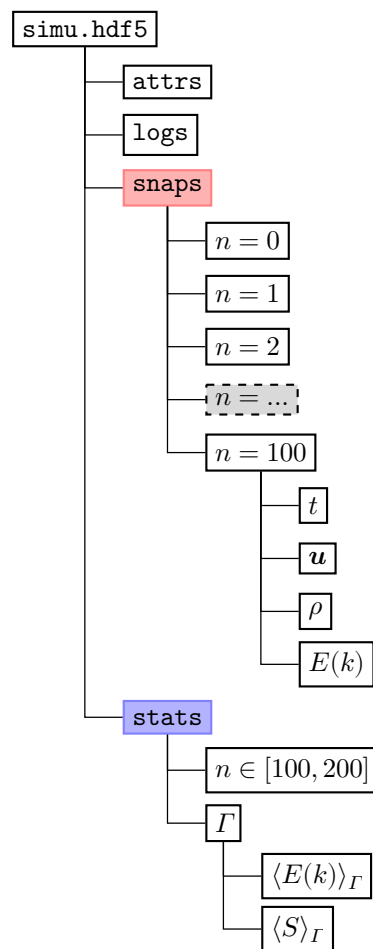 simu.hdf5
attrs
logs
snaps
n = 0
n = 1
n = 2
n = ...
n = 100
t
u
ρ
E(k)
stats
n ∈ [100, 200]
Γ
⟨E(k)⟩_Γ
⟨S⟩_Γ